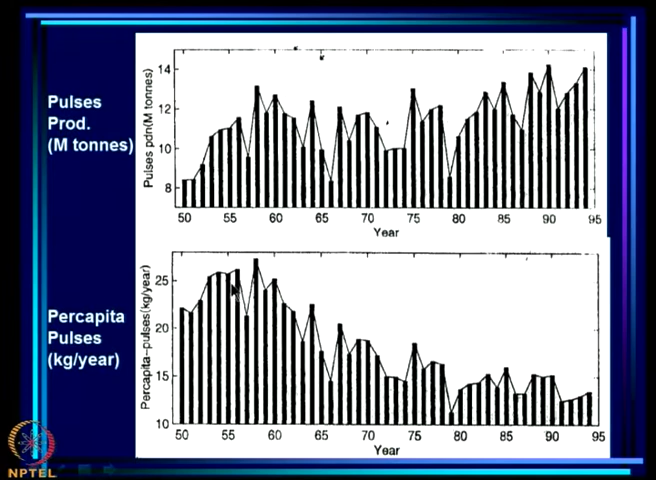 Pulses
Prod.
(M tonnes)
Pulses pdn(M tonnes)
14
12
10
8
50 55 60 65 70 75 80 85 90 95
Year
Percapita
Pulses
(kg/year)
Percapita-pulses(kg/year)
25
20
15
10
50 55 60 65 70 75 80 85 90 95
Year
NPTEL